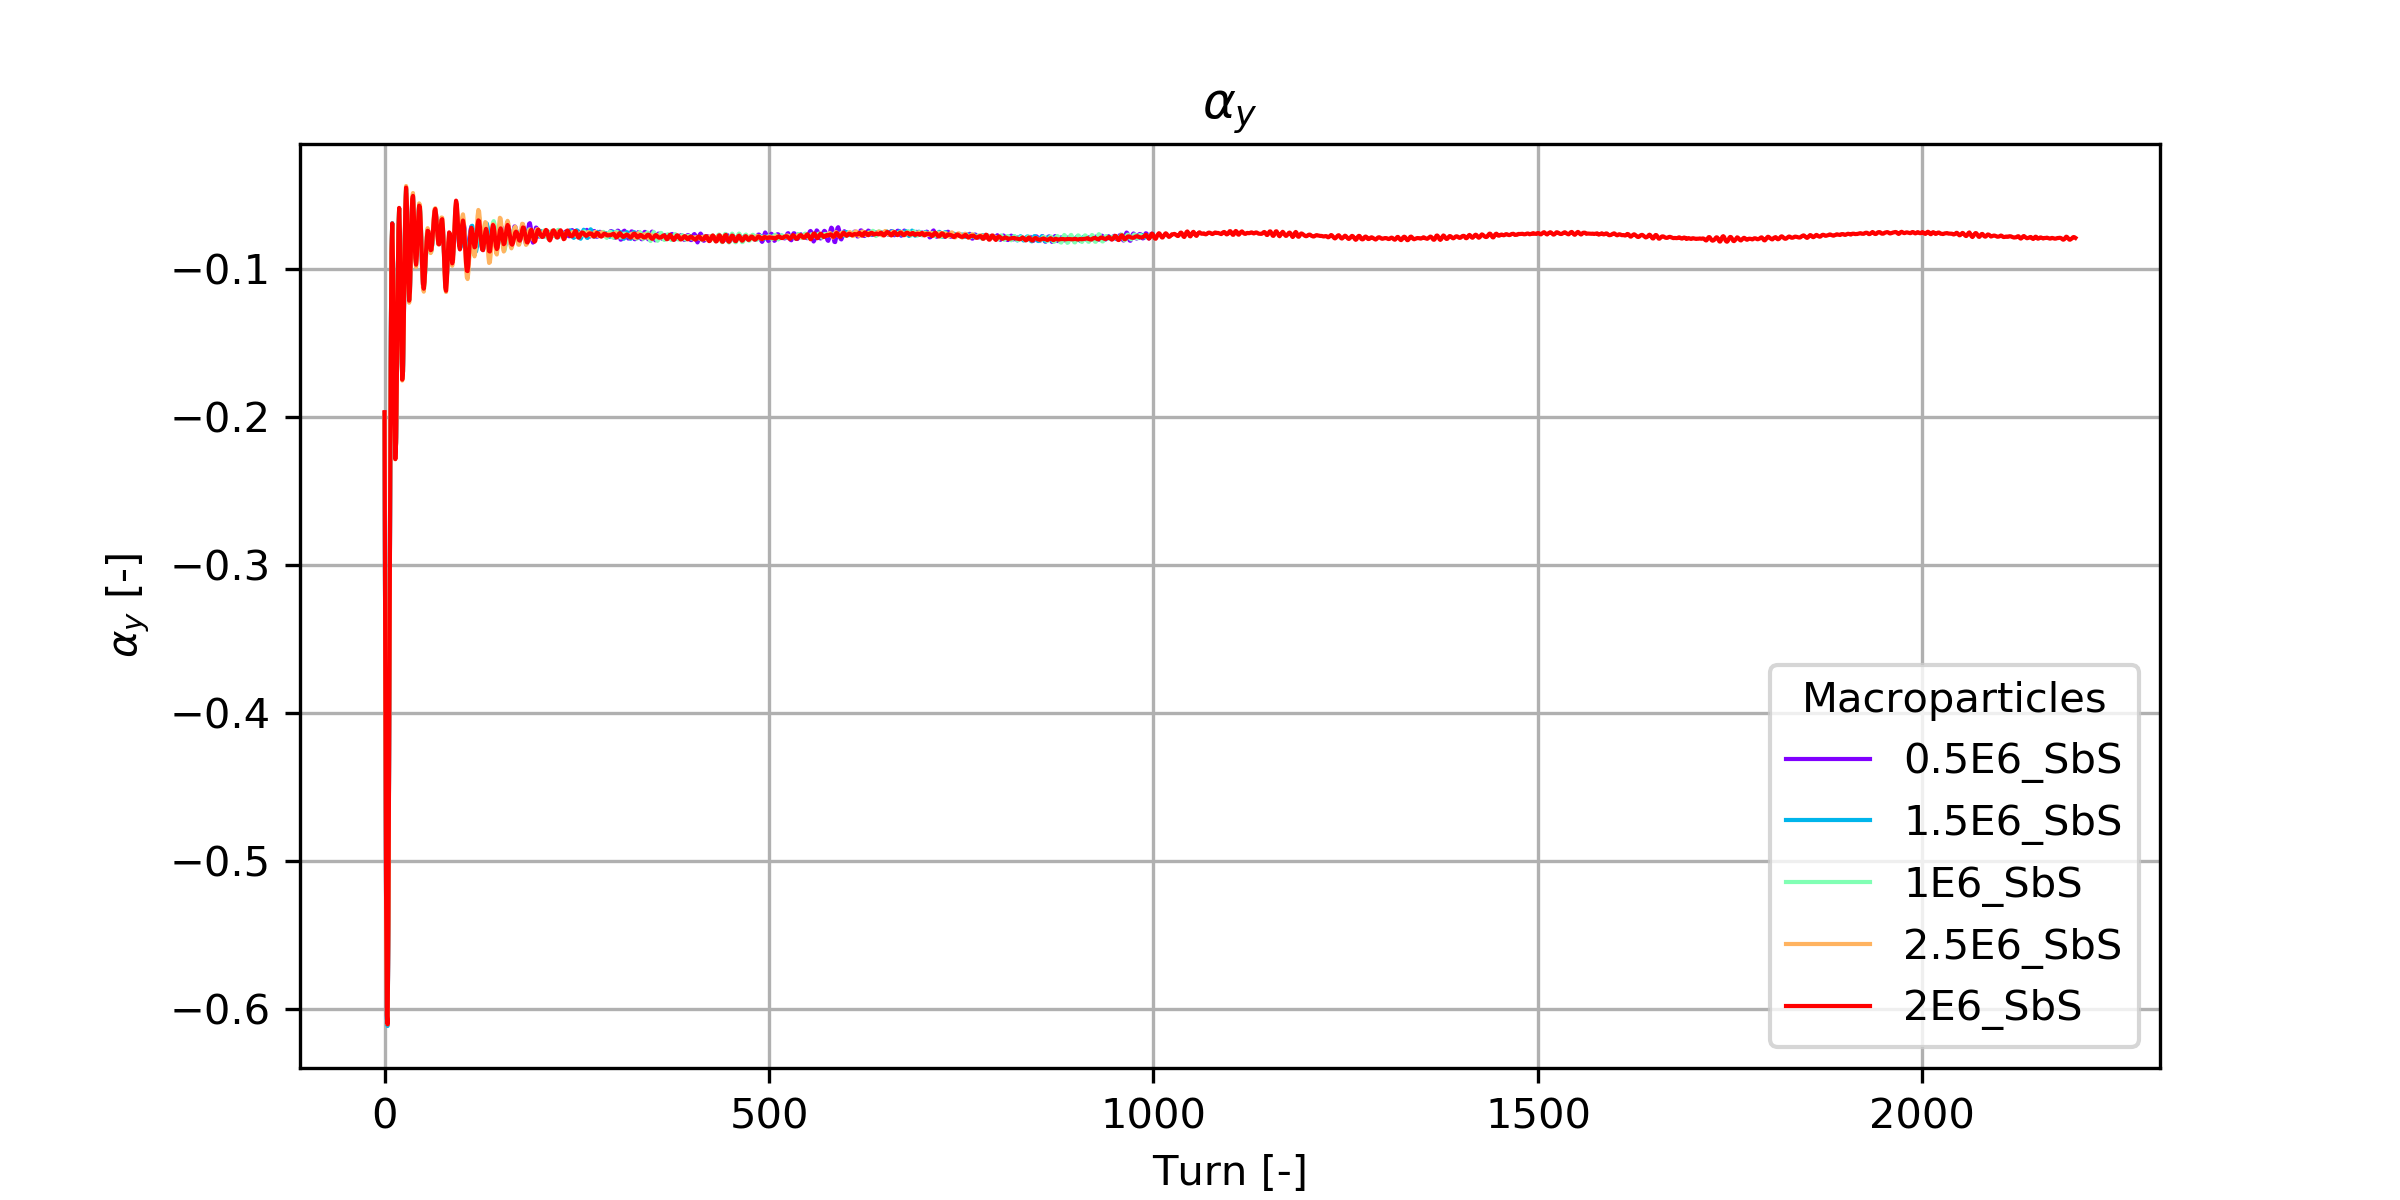 αy
−0.1
−0.2
−0.3
−0.4
−0.5
−0.6
αy [-]
0 500 1000 1500 2000
Turn [-]
Macroparticles
0.5E6_SbS
1.5E6_SbS
1E6_SbS
2.5E6_SbS
2E6_SbS